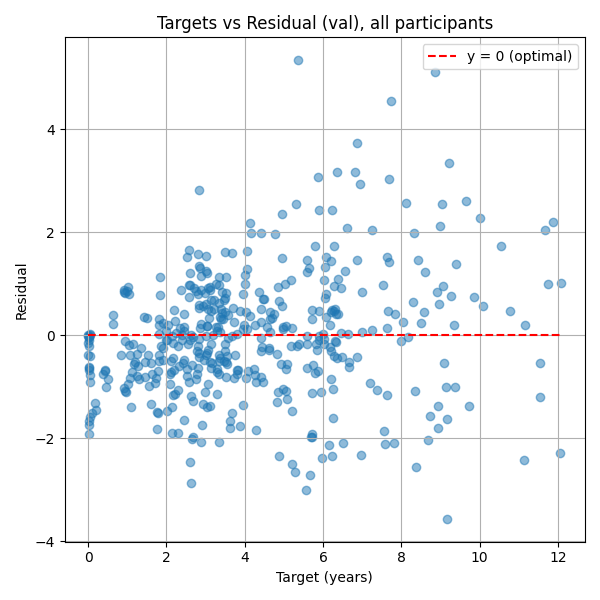 Targets vs Residual (val), all participants
y = 0 (optimal)
4
2
0
−2
−4
Residual
0 2 4 6 8 10 12
Target (years)